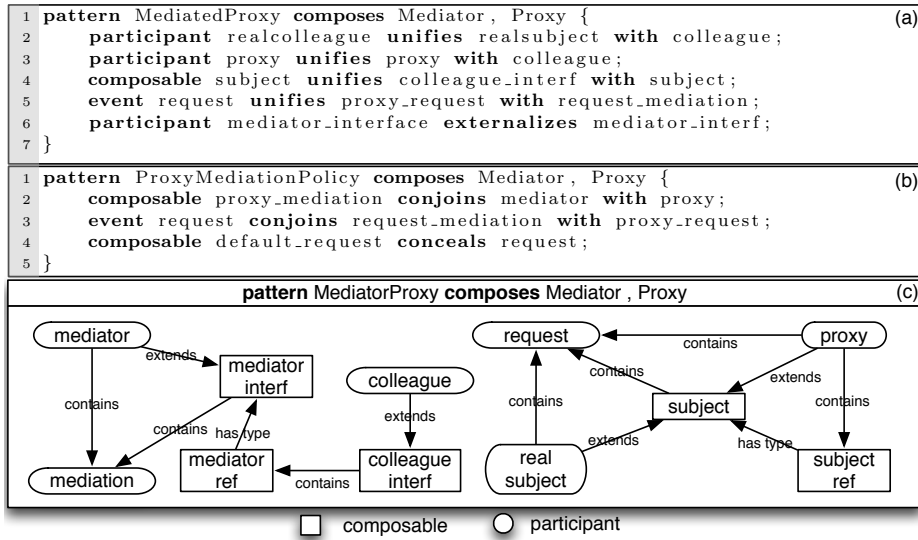 1 pattern MediatedProxy composes Mediator, Proxy { (a)
2 participant realcolleague unifies realsubject with colleague;
3 participant proxy unifies proxy with colleague;
4 composable subject unifies colleague_interf with subject;
5 event request unifies proxy_request with request_mediation;
6 participant mediator_interface externalizes mediator_interf;
7 }
1 pattern ProxyMediationPolicy composes Mediator, Proxy { (b)
2 composable proxy_mediation conjoins mediator with proxy;
3 event request conjoins request_mediation with proxy_request;
4 composable default_request conceals request;
5 }
pattern MediatorProxy composes Mediator , Proxy (c)
mediator
extends
contains
mediator
interf
contains
has type
mediation
mediator
ref
colleague
extends
contains
colleague
interf
request
contains
proxy
contains
extends
contains
contains
subject
extends
has type
real
subject
subject
ref
composable
participant